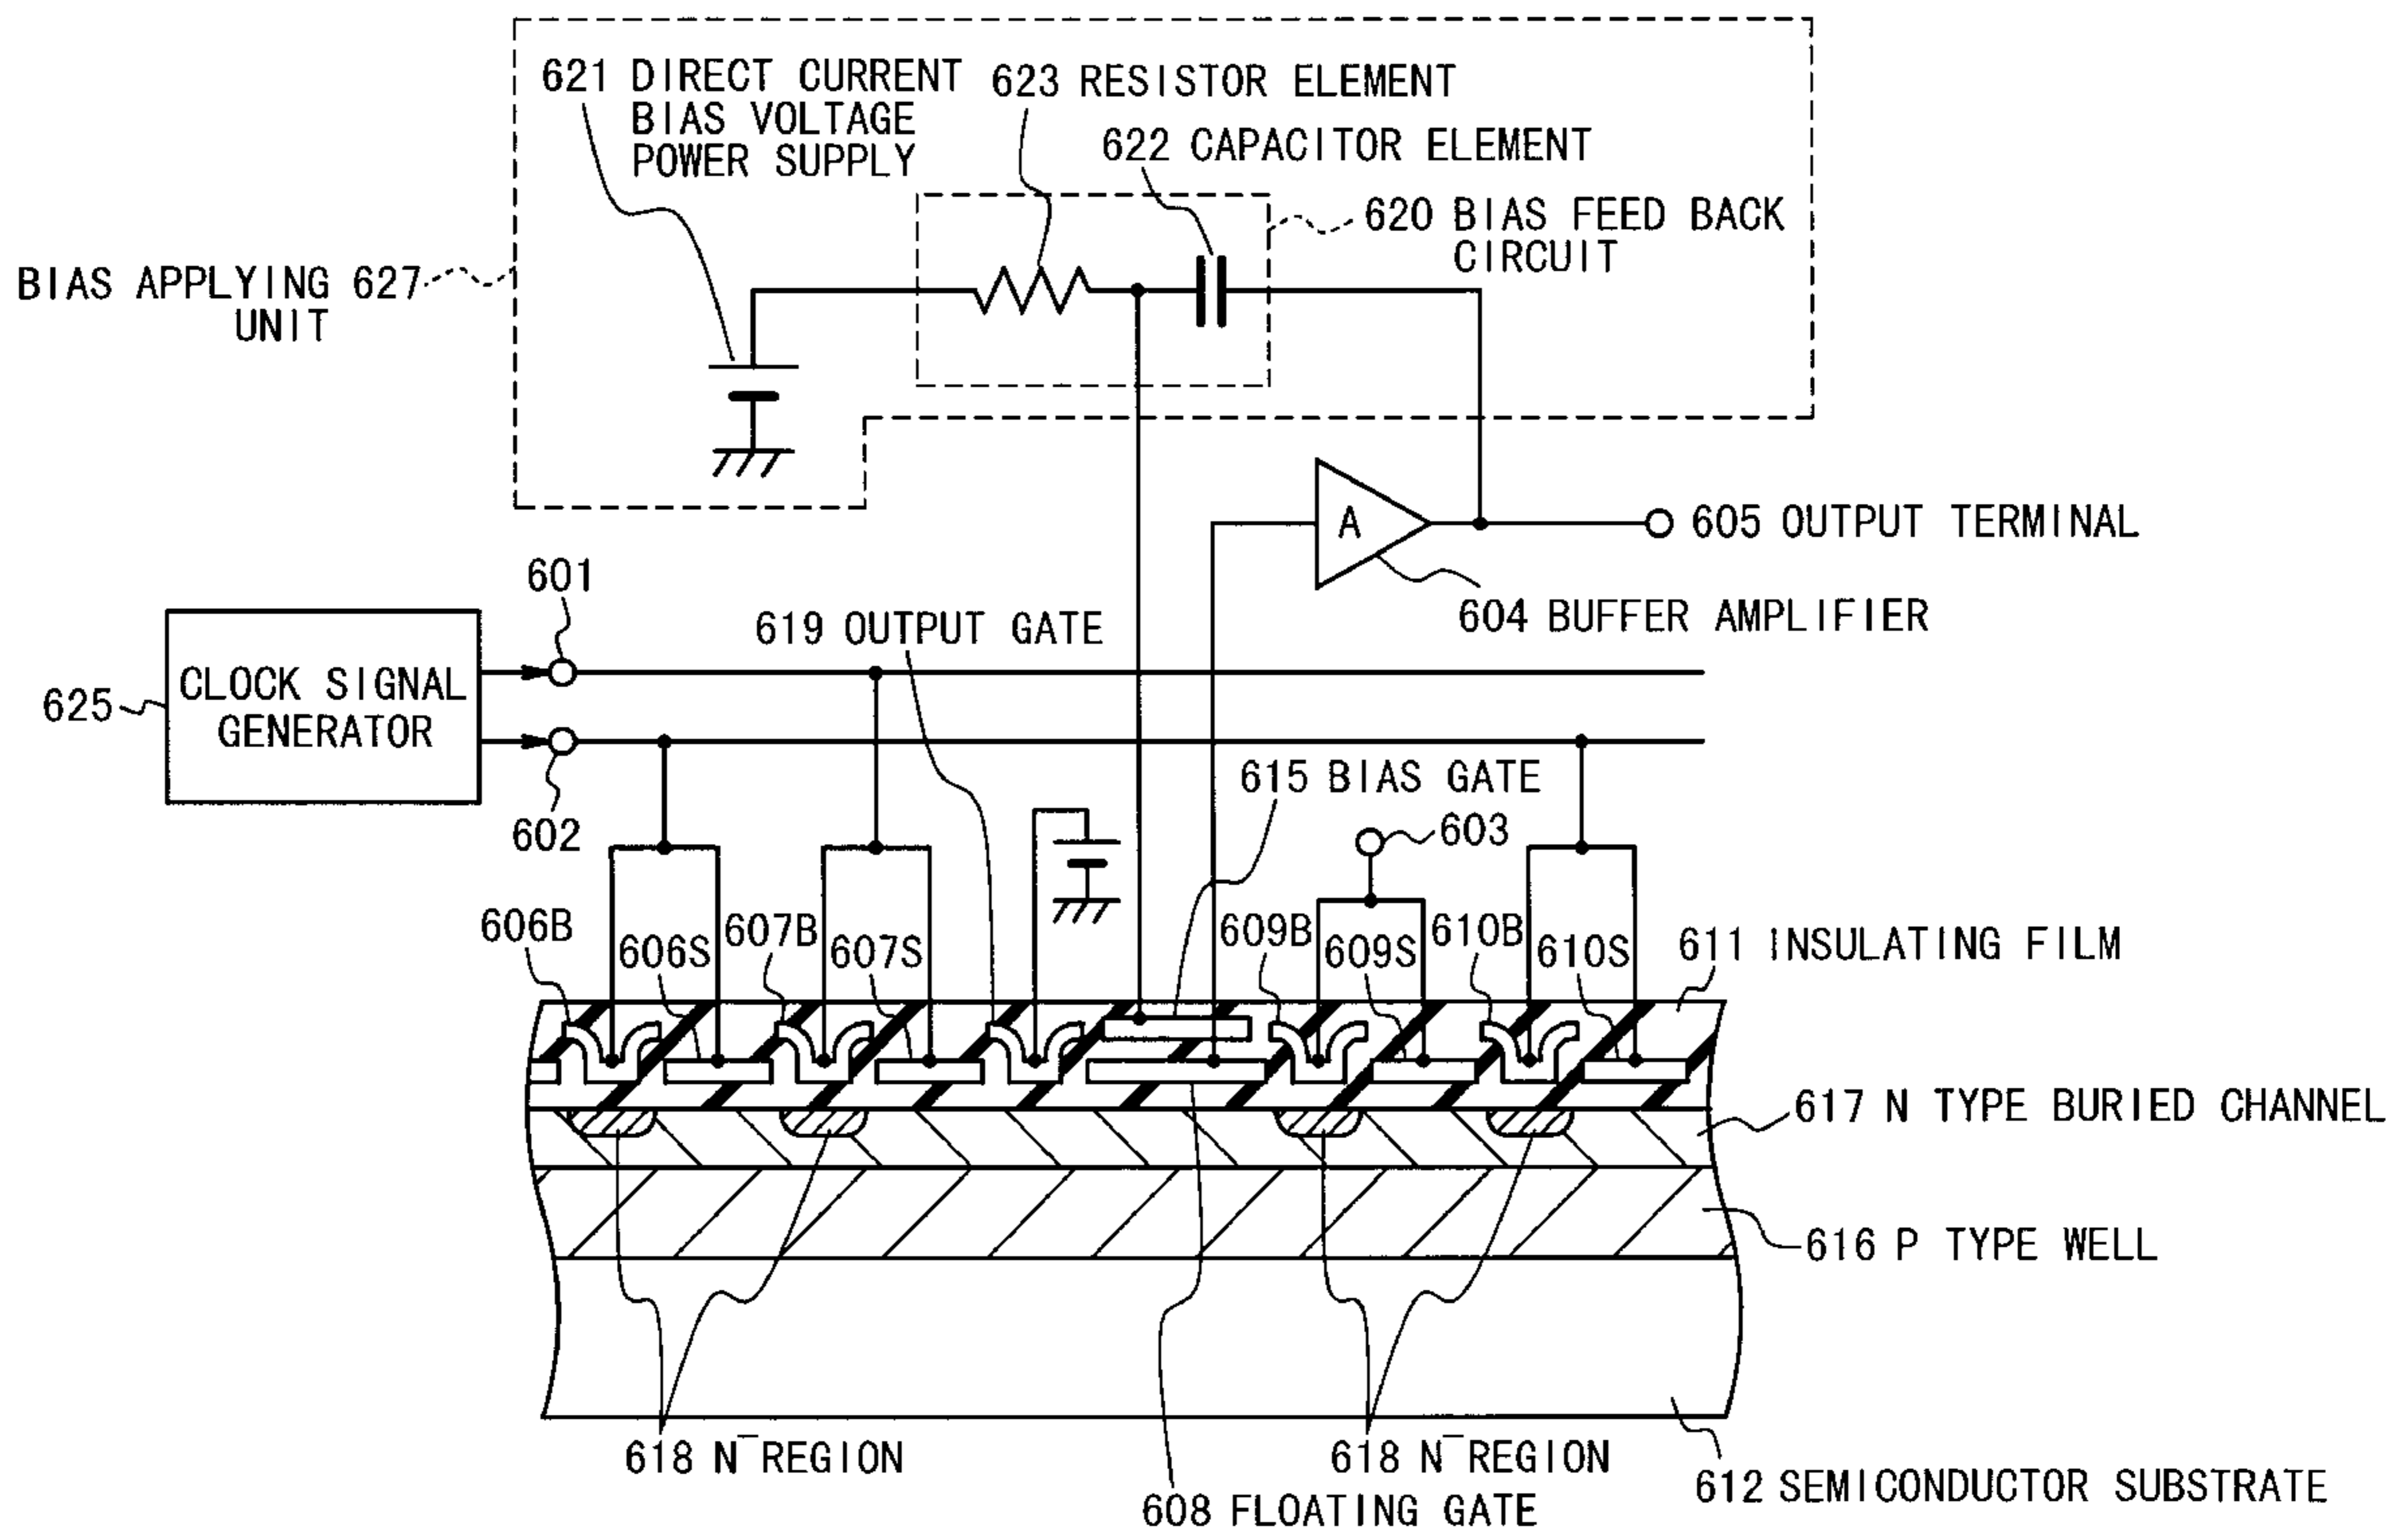 621 DIRECT CURRENT
BIAS VOLTAGE
POWER SUPPLY
623 RESISTOR ELEMENT
622 CAPACITOR ELEMENT
620 BIAS FEED BACK
CIRCUIT
BIAS APPLYING 627
UNIT
A
605 OUTPUT TERMINAL
604 BUFFER AMPLIFIER
601
619 OUTPUT GATE
625
CLOCK SIGNAL
GENERATOR
602
615 BIAS GATE
603
606B
606S
607B
607S
609B
609S
610B
610S
611 INSULATING FILM
617 N TYPE BURIED CHANNEL
616 P TYPE WELL
618 N⁻ REGION
618 N⁻ REGION
608 FLOATING GATE
612 SEMICONDUCTOR SUBSTRATE